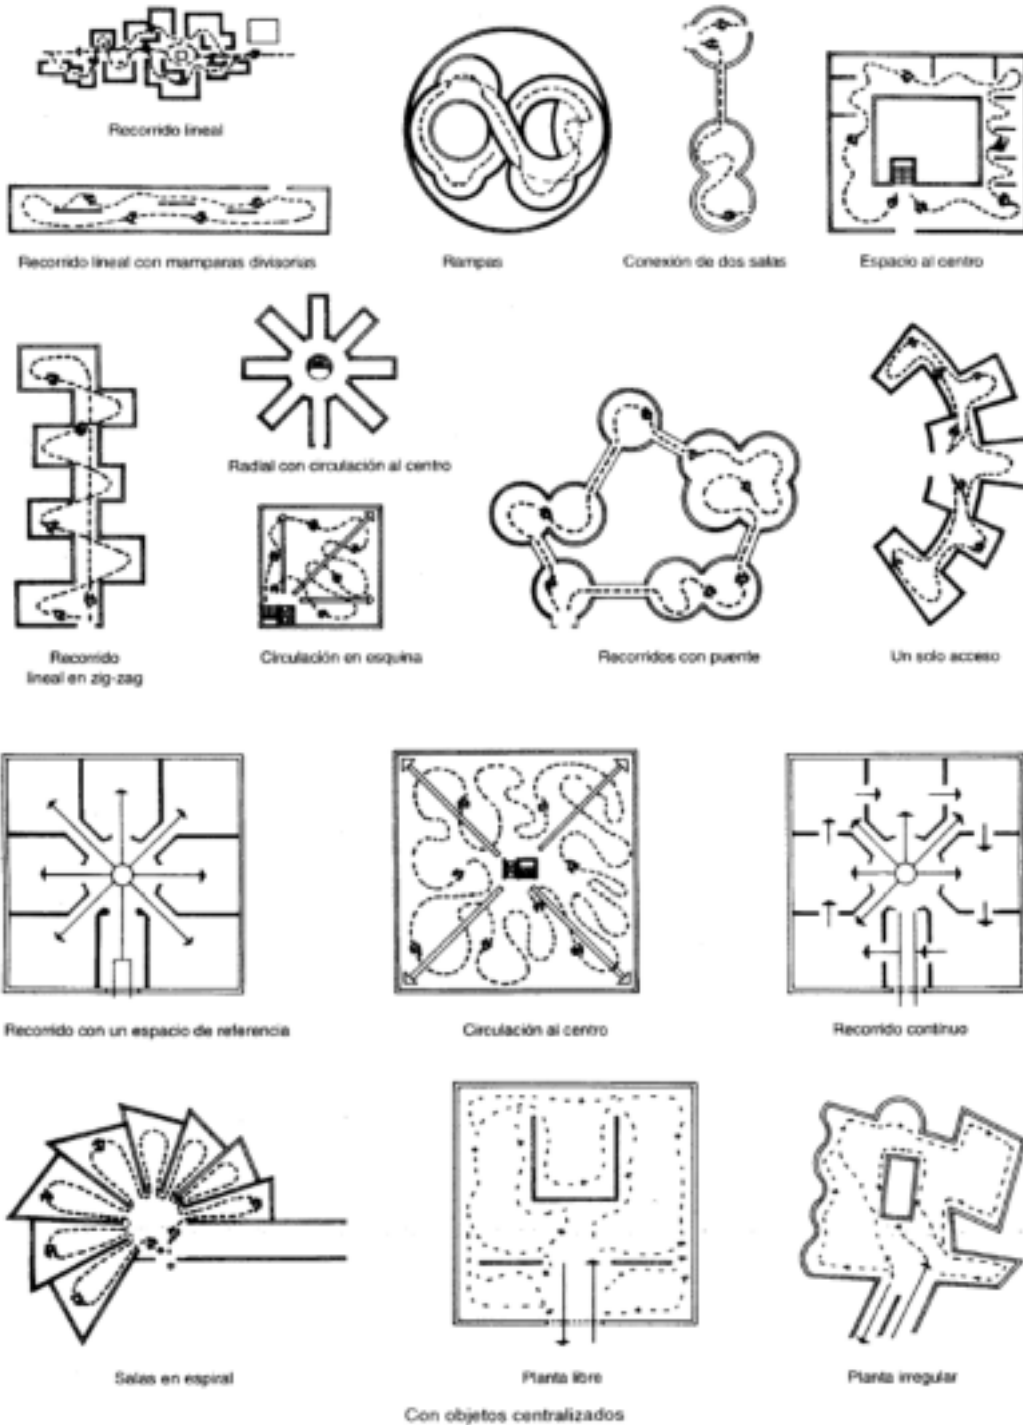 Recorrido lineal
Recorrido lineal con mamparas divisorias
Rampas
Conexión de dos salas
Espacio al centro
Radial con circulación al centro
Recorrido
lineal en zig-zag
Circulación en esquina
Recorridos con puente
Un solo acceso
Recorrido con un espacio de referencia
Circulación al centro
Recorrido contínuo
Salas en espiral
Planta libre
Planta irregular
Con objetos centralizados